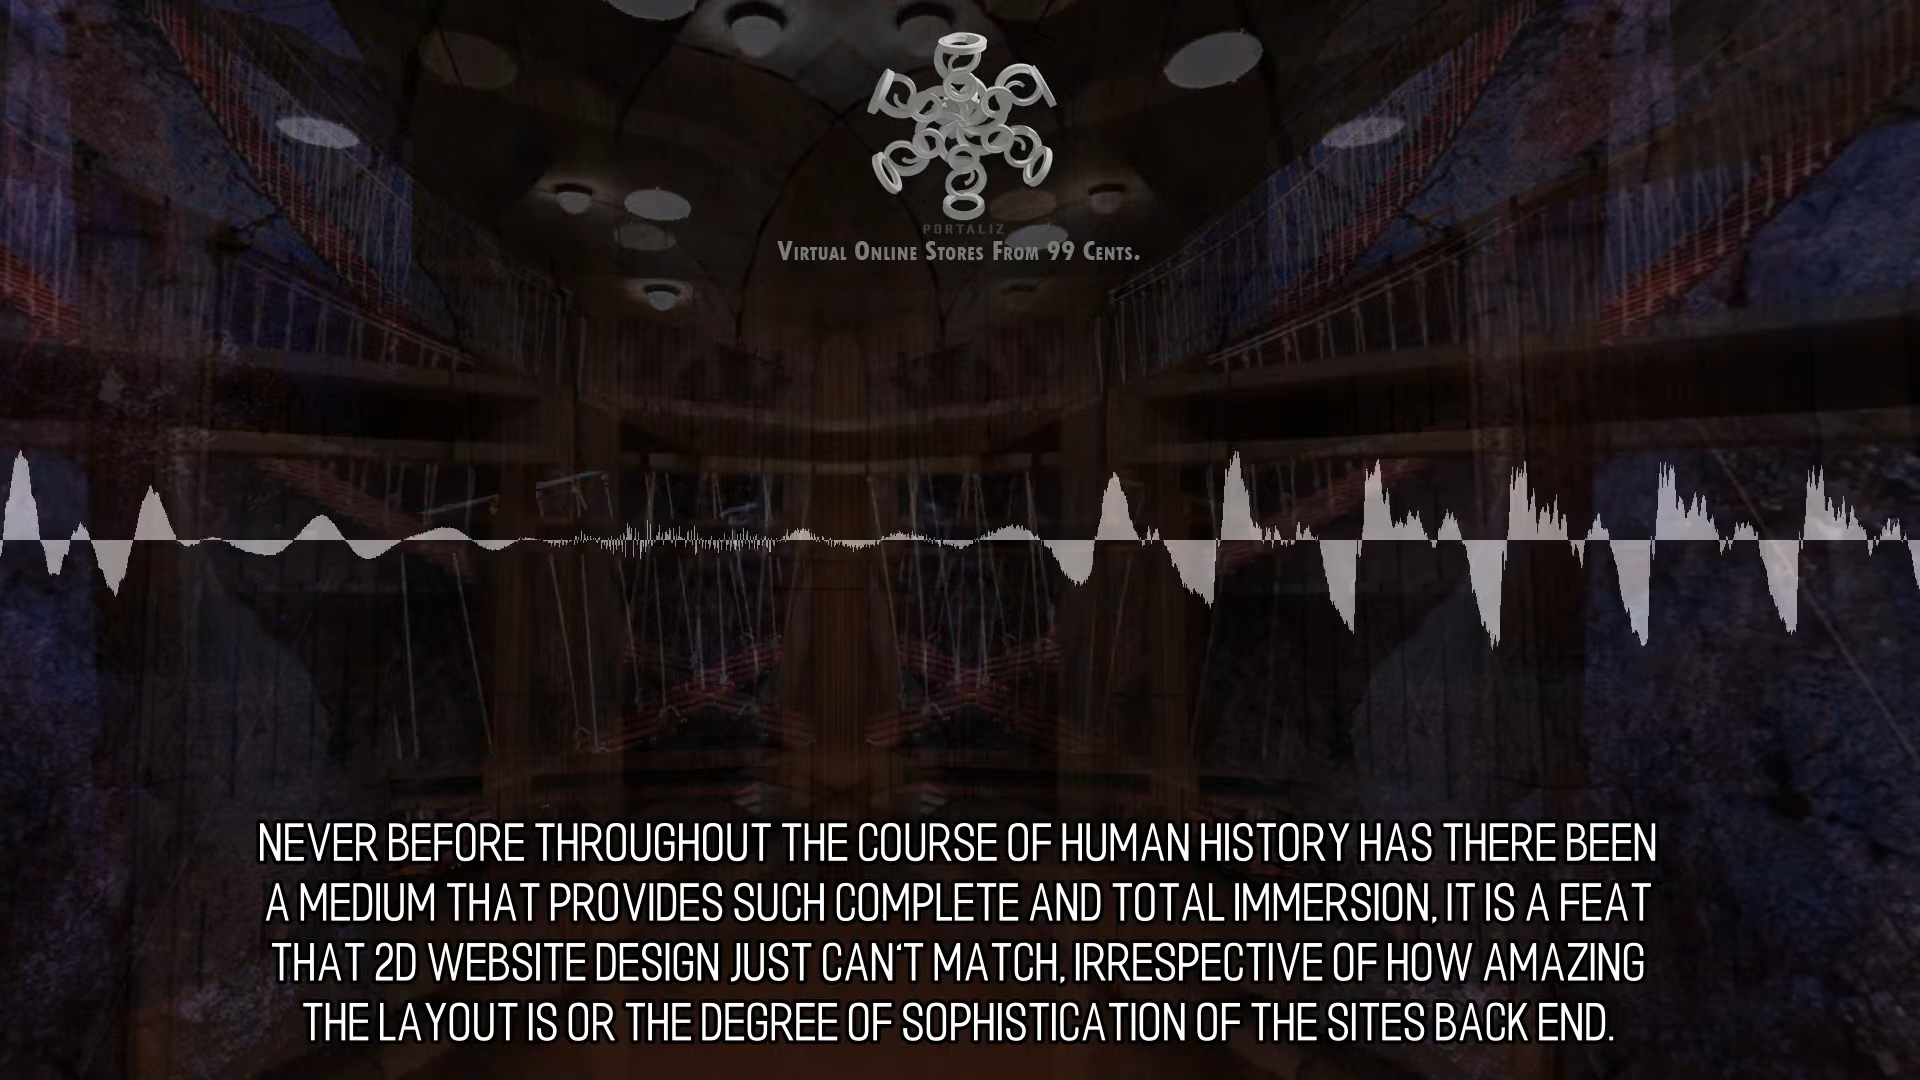 PORTALIZ
Virtual Online Stores From 99 Cents.
NEVER BEFORE THROUGHOUT THE COURSE OF HUMAN HISTORY HAS THERE BEEN
A MEDIUM THAT PROVIDES SUCH COMPLETE AND TOTAL IMMERSION, IT IS A FEAT
THAT 2D WEBSITE DESIGN JUST CAN'T MATCH, IRRESPECTIVE OF HOW AMAZING
THE LAYOUT IS OR THE DEGREE OF SOPHISTICATION OF THE SITES BACK END.